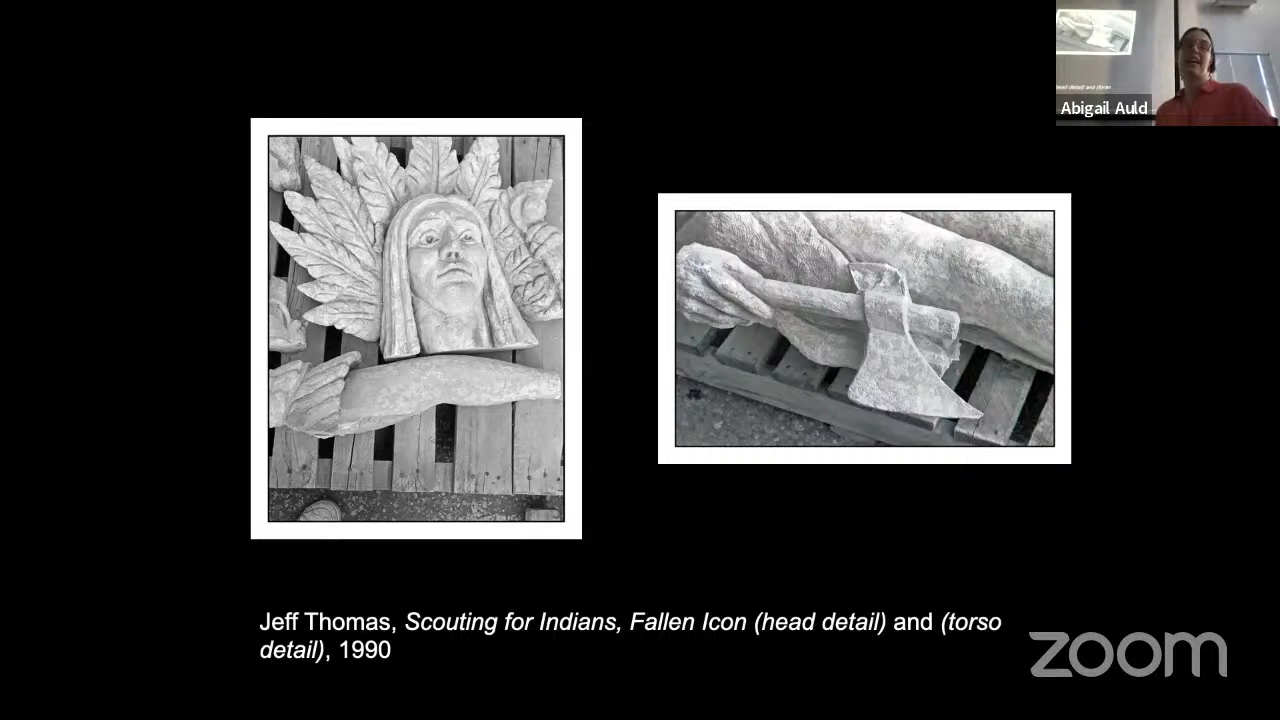 Abigail Auld
Jeff Thomas, Scouting for Indians, Fallen Icon (head detail) and (torso
detail), 1990
zoom